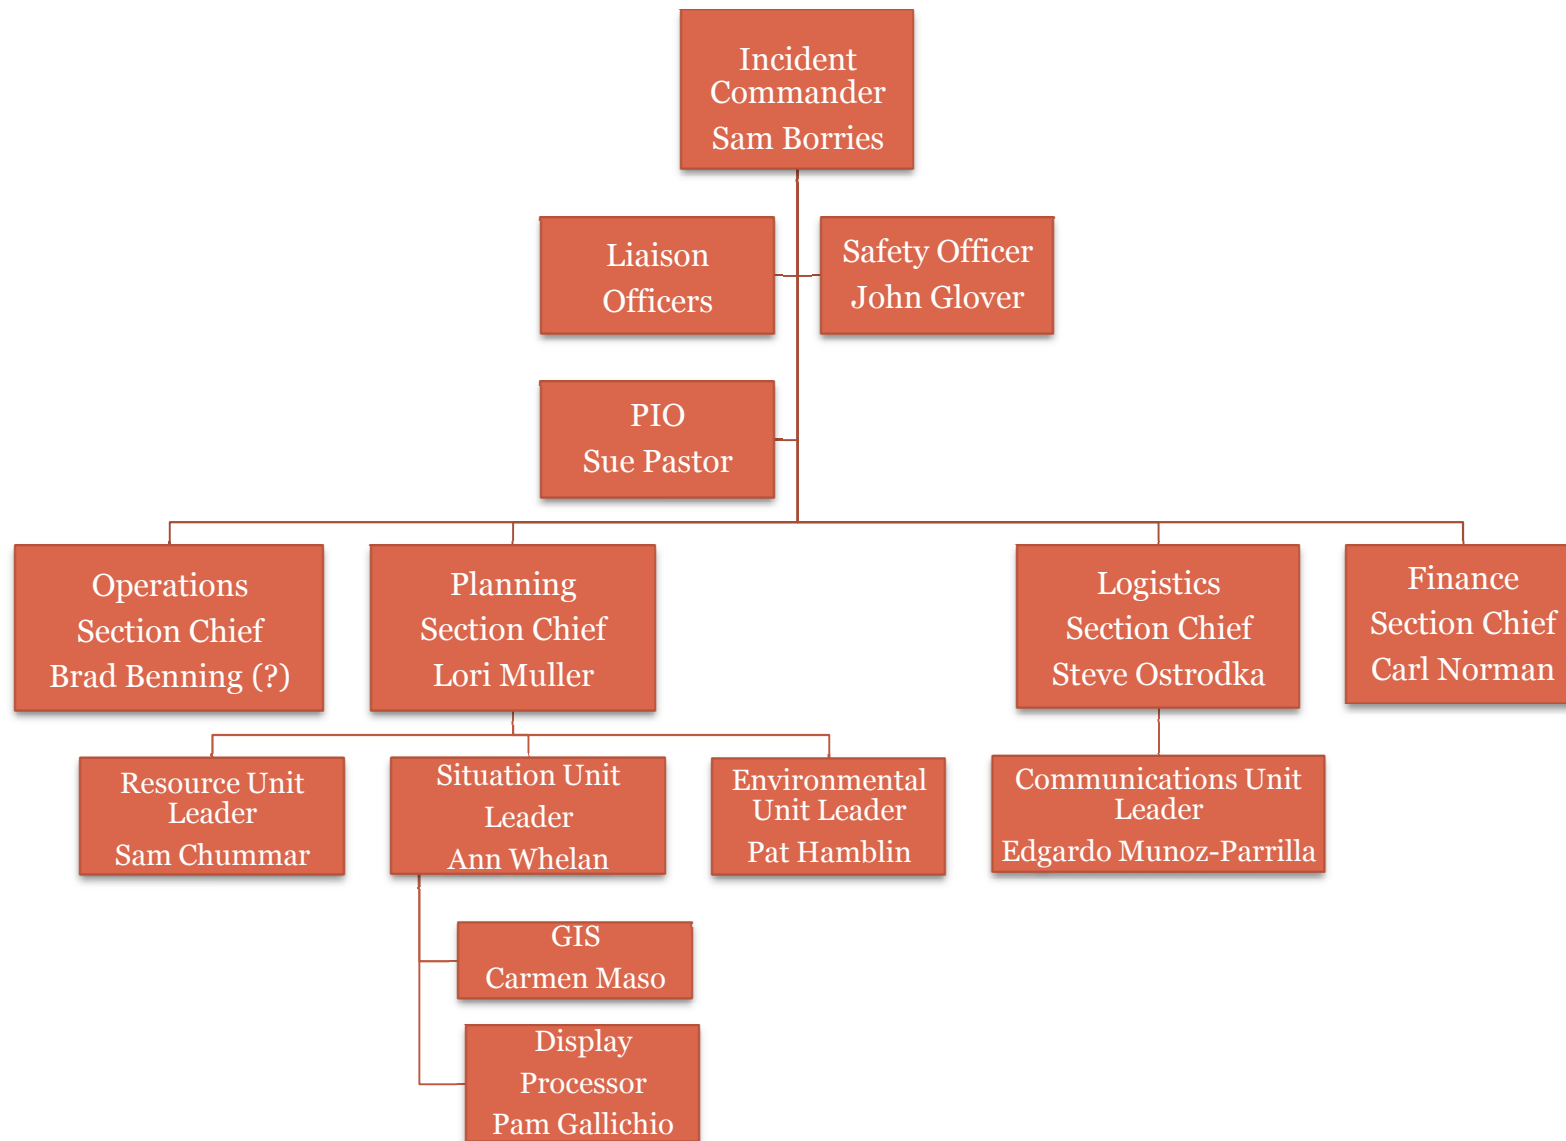 Incident
Commander
Sam Borries
Liaison
Officers
Safety Officer
John Glover
PIO
Sue Pastor
Operations
Section Chief
Brad Benning (?)
Planning
Section Chief
Lori Muller
Logistics
Section Chief
Steve Ostrodka
Finance
Section Chief
Carl Norman
Resource Unit
Leader
Sam Chummar
Situation Unit
Leader
Ann Whelan
Environmental
Unit Leader
Pat Hamblin
Communications Unit
Leader
Edgardo Munoz-Parrilla
GIS
Carmen Maso
Display
Processor
Pam Gallichio